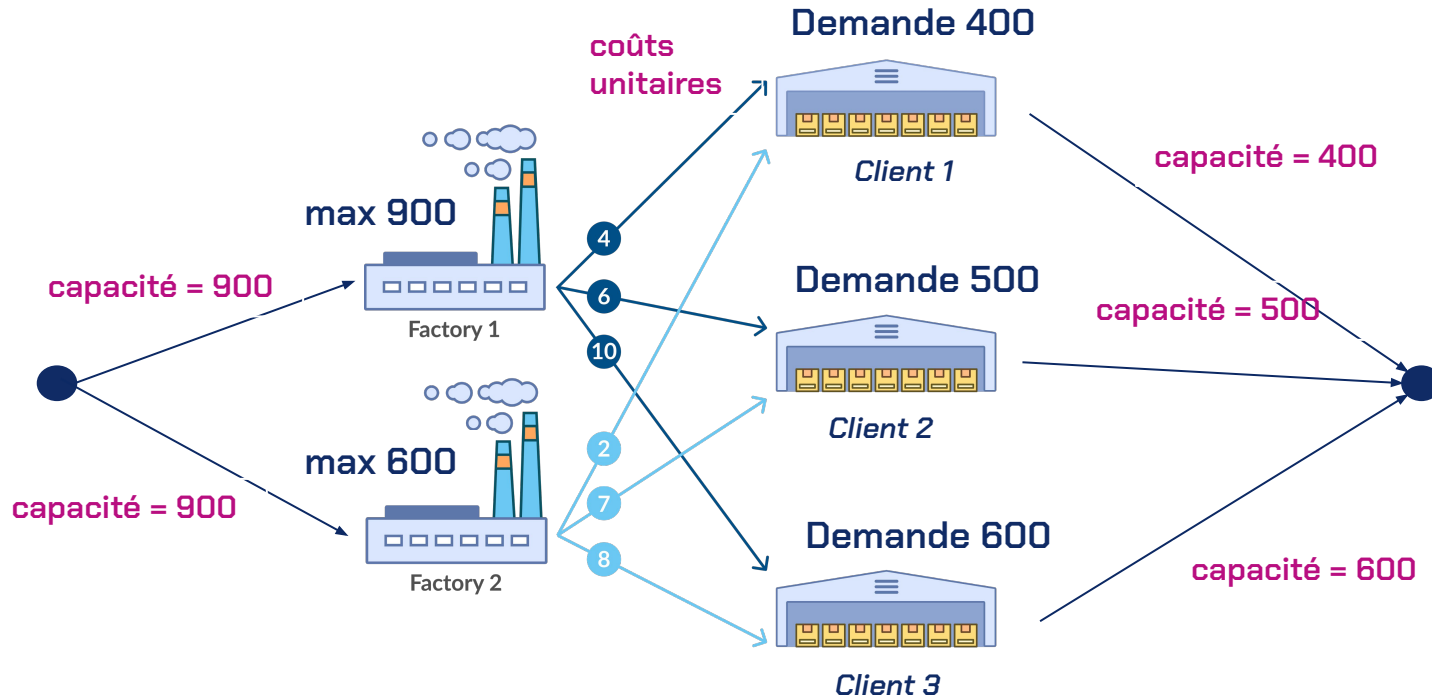 Demande 400
coûts
unitaires
capacité = 400
Client 1
max 900
4
capacité = 900
6
Demande 500
capacité = 500
Factory 1
10
Client 2
max 600
2
7
capacité = 900
8
Demande 600
capacité = 600
Factory 2
Client 3